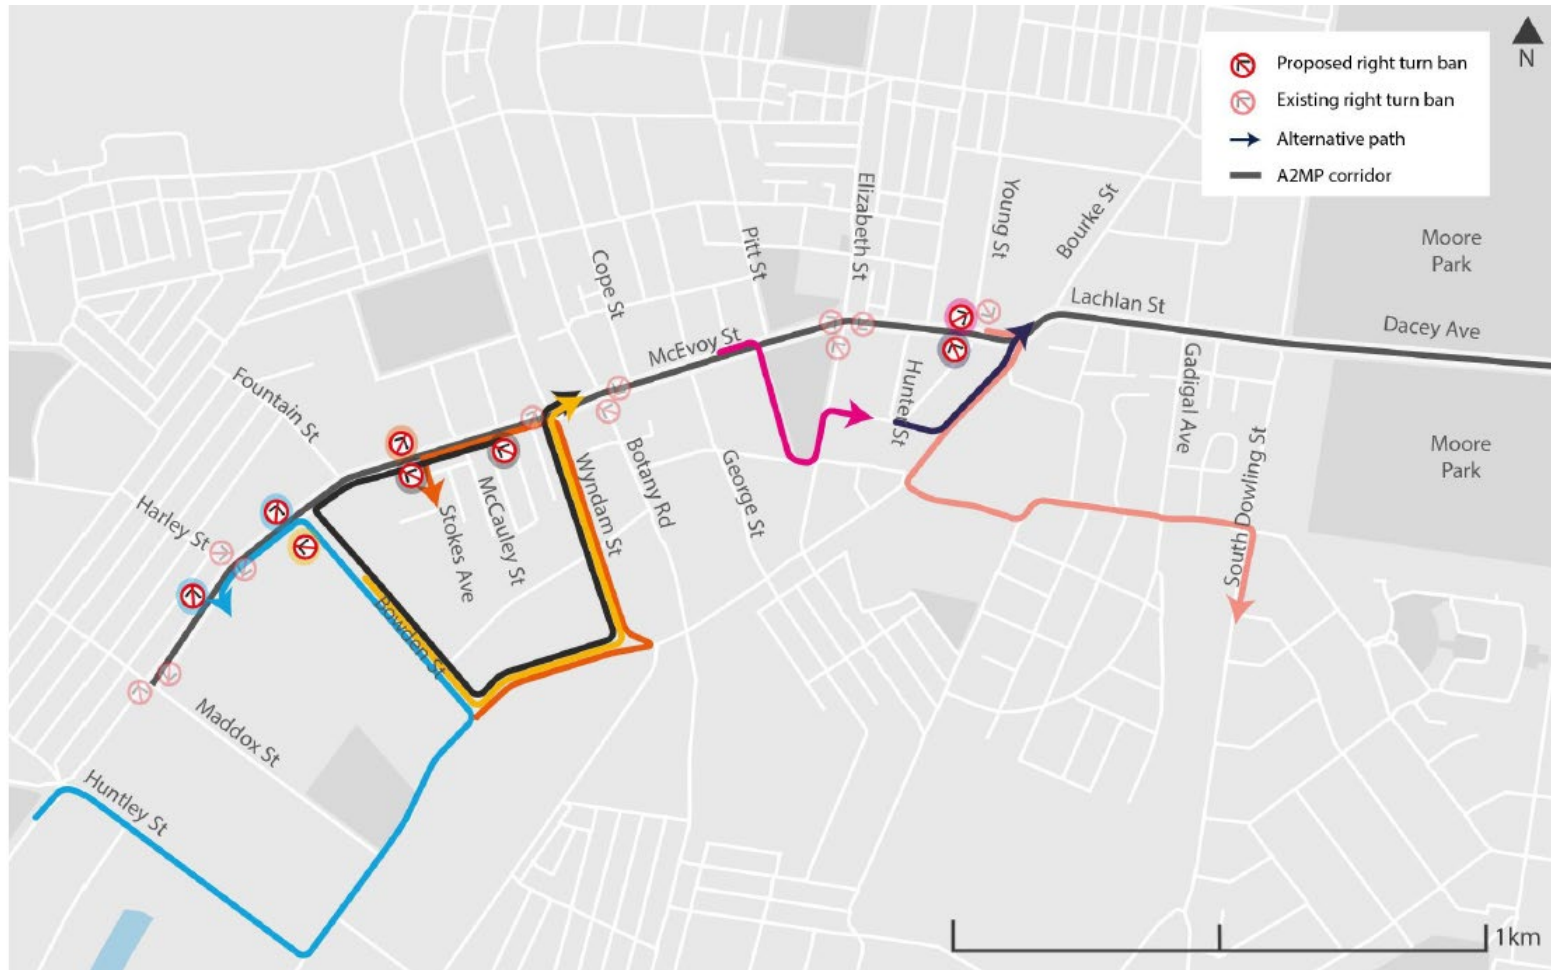 N
Proposed right turn ban
Existing right turn ban
Alternative path
A2MP corridor
Elizabeth St
Young St
Bourke St
Pitt St
Cope St
Moore
Park
Lachlan St
Dacey Ave
McEvoy St
Fountain St
Hunter St
Gadigal Ave
Moore
Park
South Dowling St
Wyndam St
Botany Rd
George St
McCauley St
Stokes Ave
Harley St
Bowden St
Maddox St
Huntley St
1km